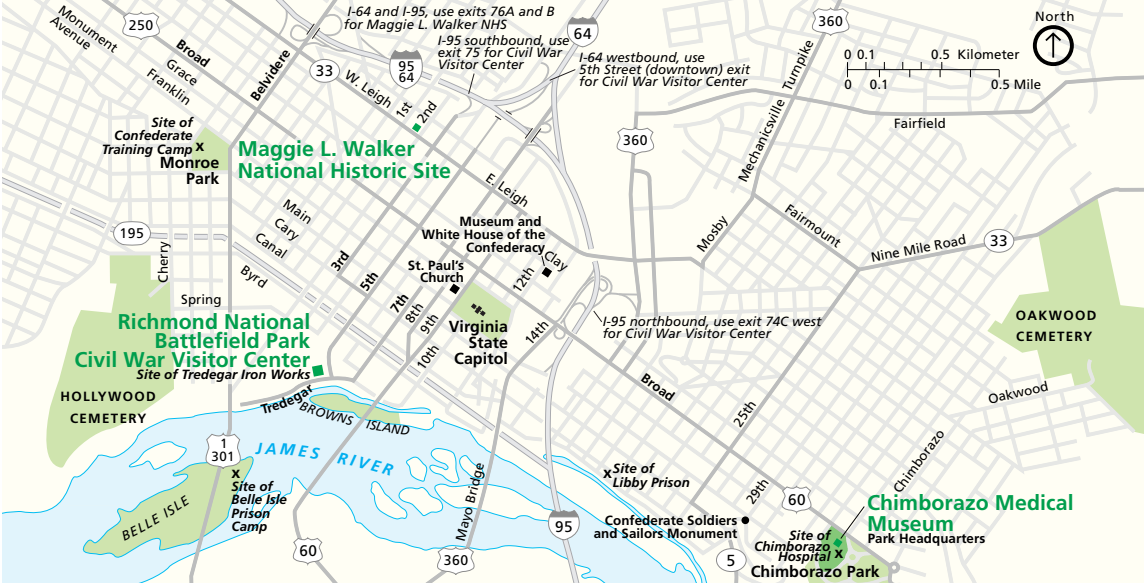 I-64 and I-95, use exits 76A and B
for Maggie L. Walker NHS
I-95 southbound, use
exit 75 for Civil War
Visitor Center
I-64 westbound, use
5th Street (downtown) exit
for Civil War Visitor Center
North
0 0.1 0.5 Kilometer
0 0.1 0.5 Mile
Monument
Avenue
250
Broad
Grace
Franklin
Belvidere
33
W. Leigh
95
64
64
360
1st
2nd
360
Mechanicsville Turnpike
Fairfield
Site of
Confederate
Training Camp
x
Monroe
Park
Maggie L. Walker
National Historic Site
E. Leigh
Main
Cary
Canal
195
Cherry
Byrd
3rd
5th
7th
8th
9th
10th
Museum and
White House of the
Confederacy
Clay
12th
St. Paul's
Church
Virginia
State
Capitol
14th
Mosby
Fairmount
Nine Mile Road
33
OAKWOOD
CEMETERY
Spring
I-95 northbound, use exit 74C west
for Civil War Visitor Center
Richmond National
Battlefield Park
Civil War Visitor Center
Site of Tredegar Iron Works
HOLLYWOOD
CEMETERY
Tredegar
BROWNS ISLAND
JAMES RIVER
Broad
25th
Oakwood
Chimborazo
1
301
x
Site of
Belle Isle
Prison
Camp
BELLE ISLE
60
Mayo Bridge
360
95
x
Site of
Libby Prison
29th
60
Confederate Soldiers
and Sailors Monument
5
Chimborazo Medical
Museum
Park Headquarters
Site of
Chimborazo
Hospital
x
Chimborazo Park